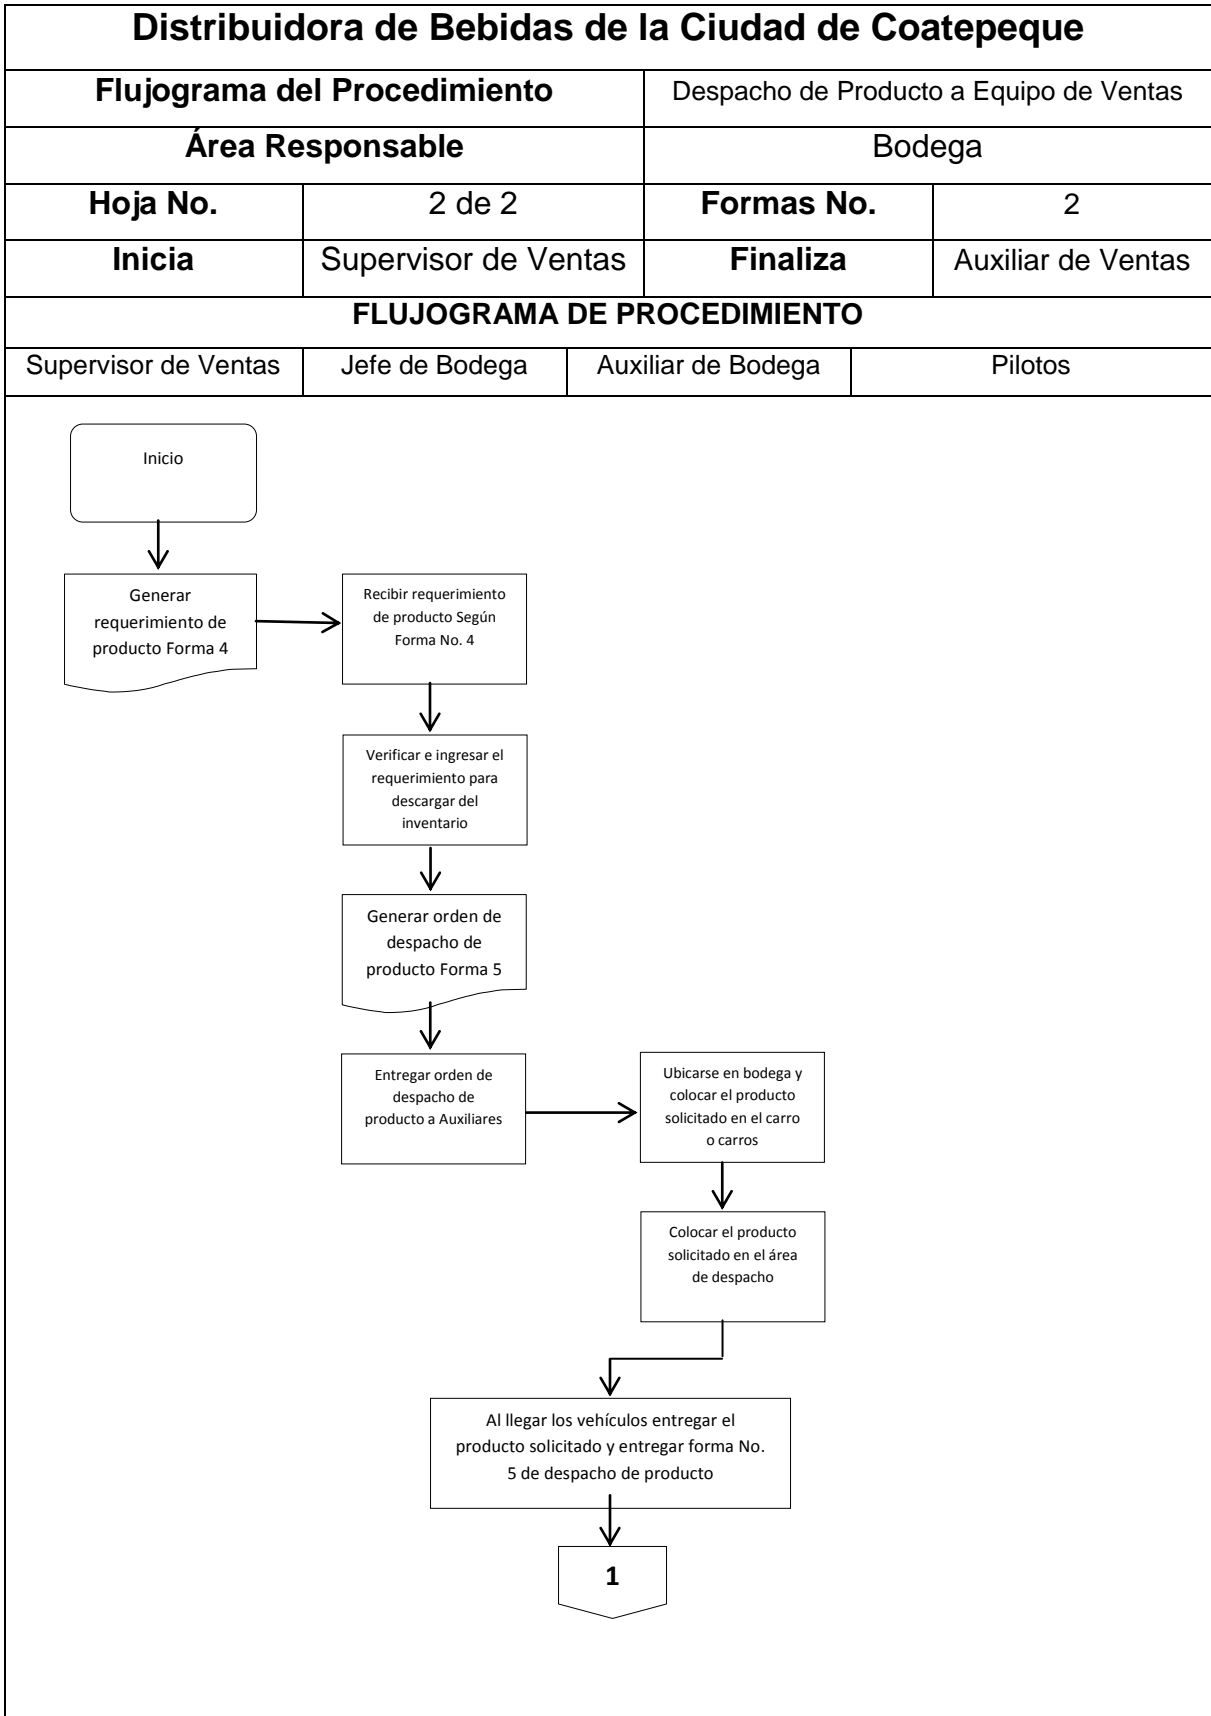 Distribuidora de Bebidas de la Ciudad de Coatepeque
Flujograma del Procedimiento
Despacho de Producto a Equipo de Ventas
Área Responsable
Bodega
Hoja No.
2 de 2
Formas No.
2
Inicia
Supervisor de Ventas
Finaliza
Auxiliar de Ventas
FLUJOGRAMA DE PROCEDIMIENTO
Supervisor de Ventas
Jefe de Bodega
Auxiliar de Bodega
Pilotos
Inicio
Generar
requerimiento de
producto Forma 4
Recibir requerimiento
de producto Según
Forma No. 4
Verificar e ingresar el
requerimiento para
descargar del
inventario
Generar orden de
despacho de
producto Forma 5
Entregar orden de
despacho de
producto a Auxiliares
Ubicarse en bodega y
colocar el producto
solicitado en el carro
o carros
Colocar el producto
solicitado en el área
de despacho
Al llegar los vehículos entregar el
producto solicitado y entregar forma No.
5 de despacho de producto
1